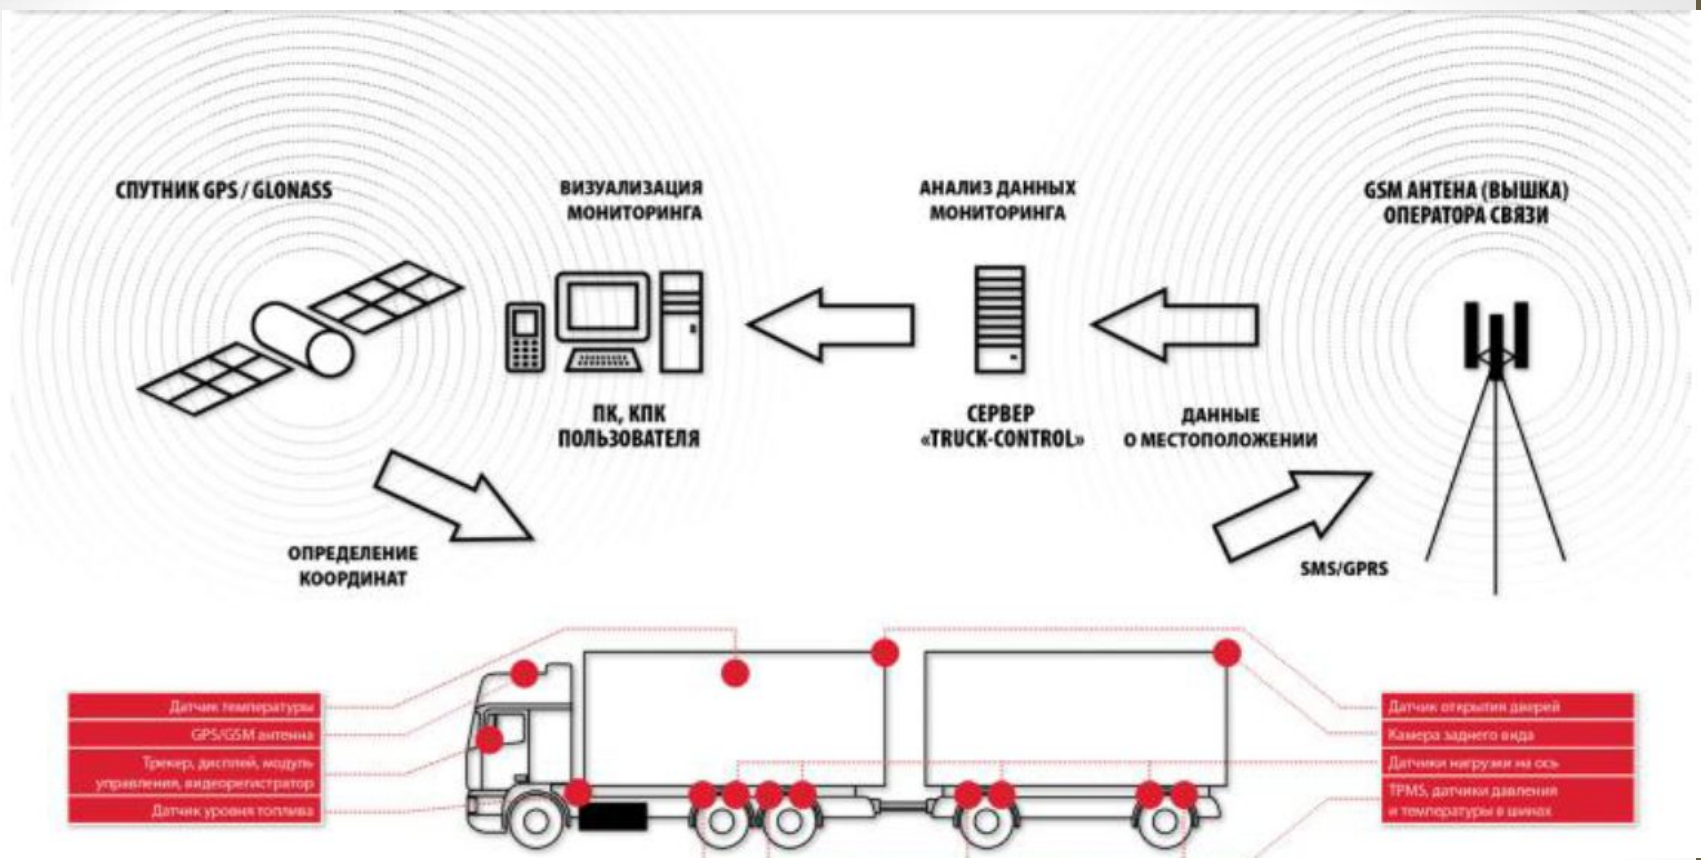 СПУТНИК GPS / GLONASS
ВИЗУАЛИЗАЦИЯ
МОНИТОРИНГА
АНАЛИЗ ДАННЫХ
МОНИТОРИНГА
GSM АНТЕНА (ВЫШКА)
ОПЕРАТОРА СВЯЗИ
ПК, КПК
ПОЛЬЗОВАТЕЛЯ
СЕРВЕР
«TRUCK-CONTROL»
ДАННЫЕ
О МЕСТОПОЛОЖЕНИИ
ОПРЕДЕЛЕНИЕ
КООРДИНАТ
SMS/GPRS
Датчик температуры
GPS/GSM антенна
Трекер, дисплей, модуль
управления, видеорегистратор
Датчик уровня топлива
Датчик открытия дверей
Камера заднего вида
Датчики нагрузки на ось
TPMS, датчики давления
и температуры в шинах